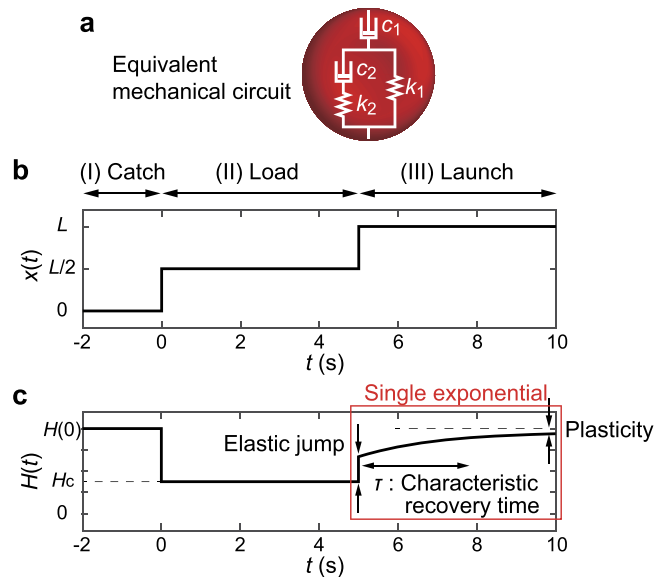 a
Equivalent
mechanical circuit
c1
c2
k2
k1
b
(I) Catch
(II) Load
(III) Launch
x(t)
L
L/2
0
-2 0 2 4 6 8 10
t (s)
c
Single exponential
H(t)
H(0)
Hc
0
Elastic jump
Plasticity
τ : Characteristic
recovery time
-2 0 2 4 6 8 10
t (s)